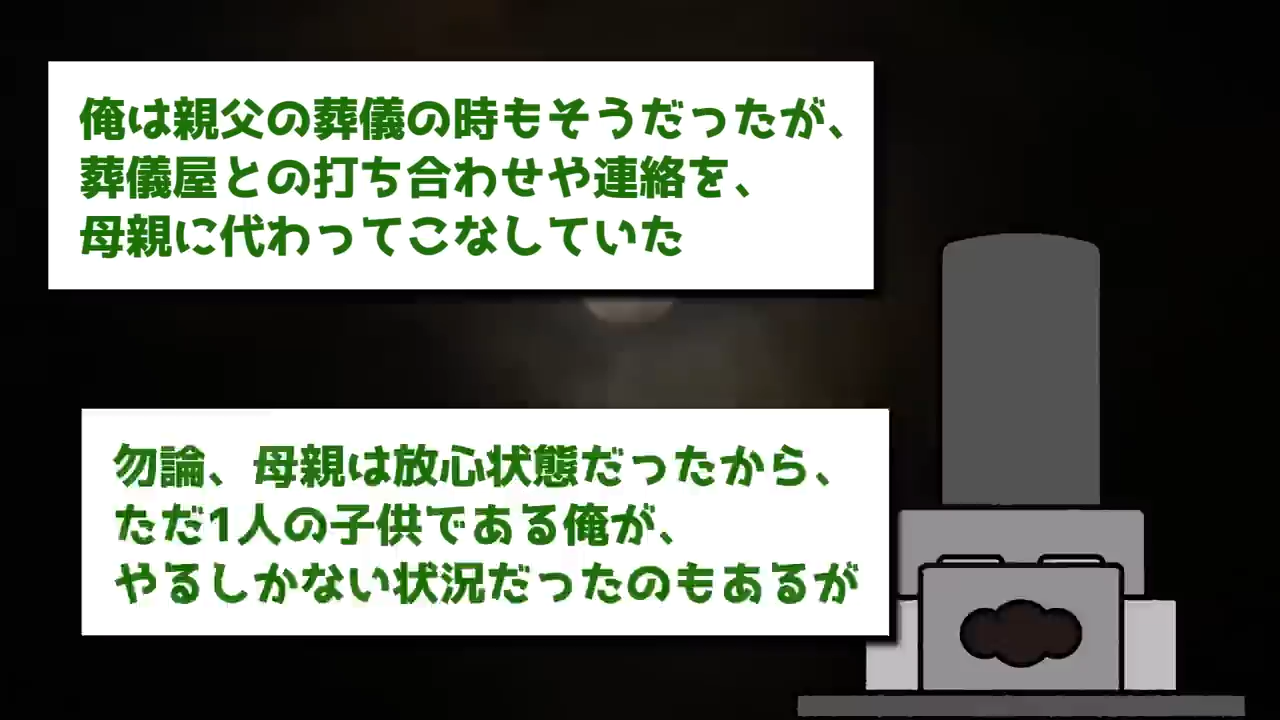 俺は親父の葬儀の時もそうだったが、
葬儀屋との打ち合わせや連絡を、
母親に代わってこなしていた
勿論、母親は放心状態だったから、
ただ1人の子供である俺が、
やるしかない状況だったのもあるが